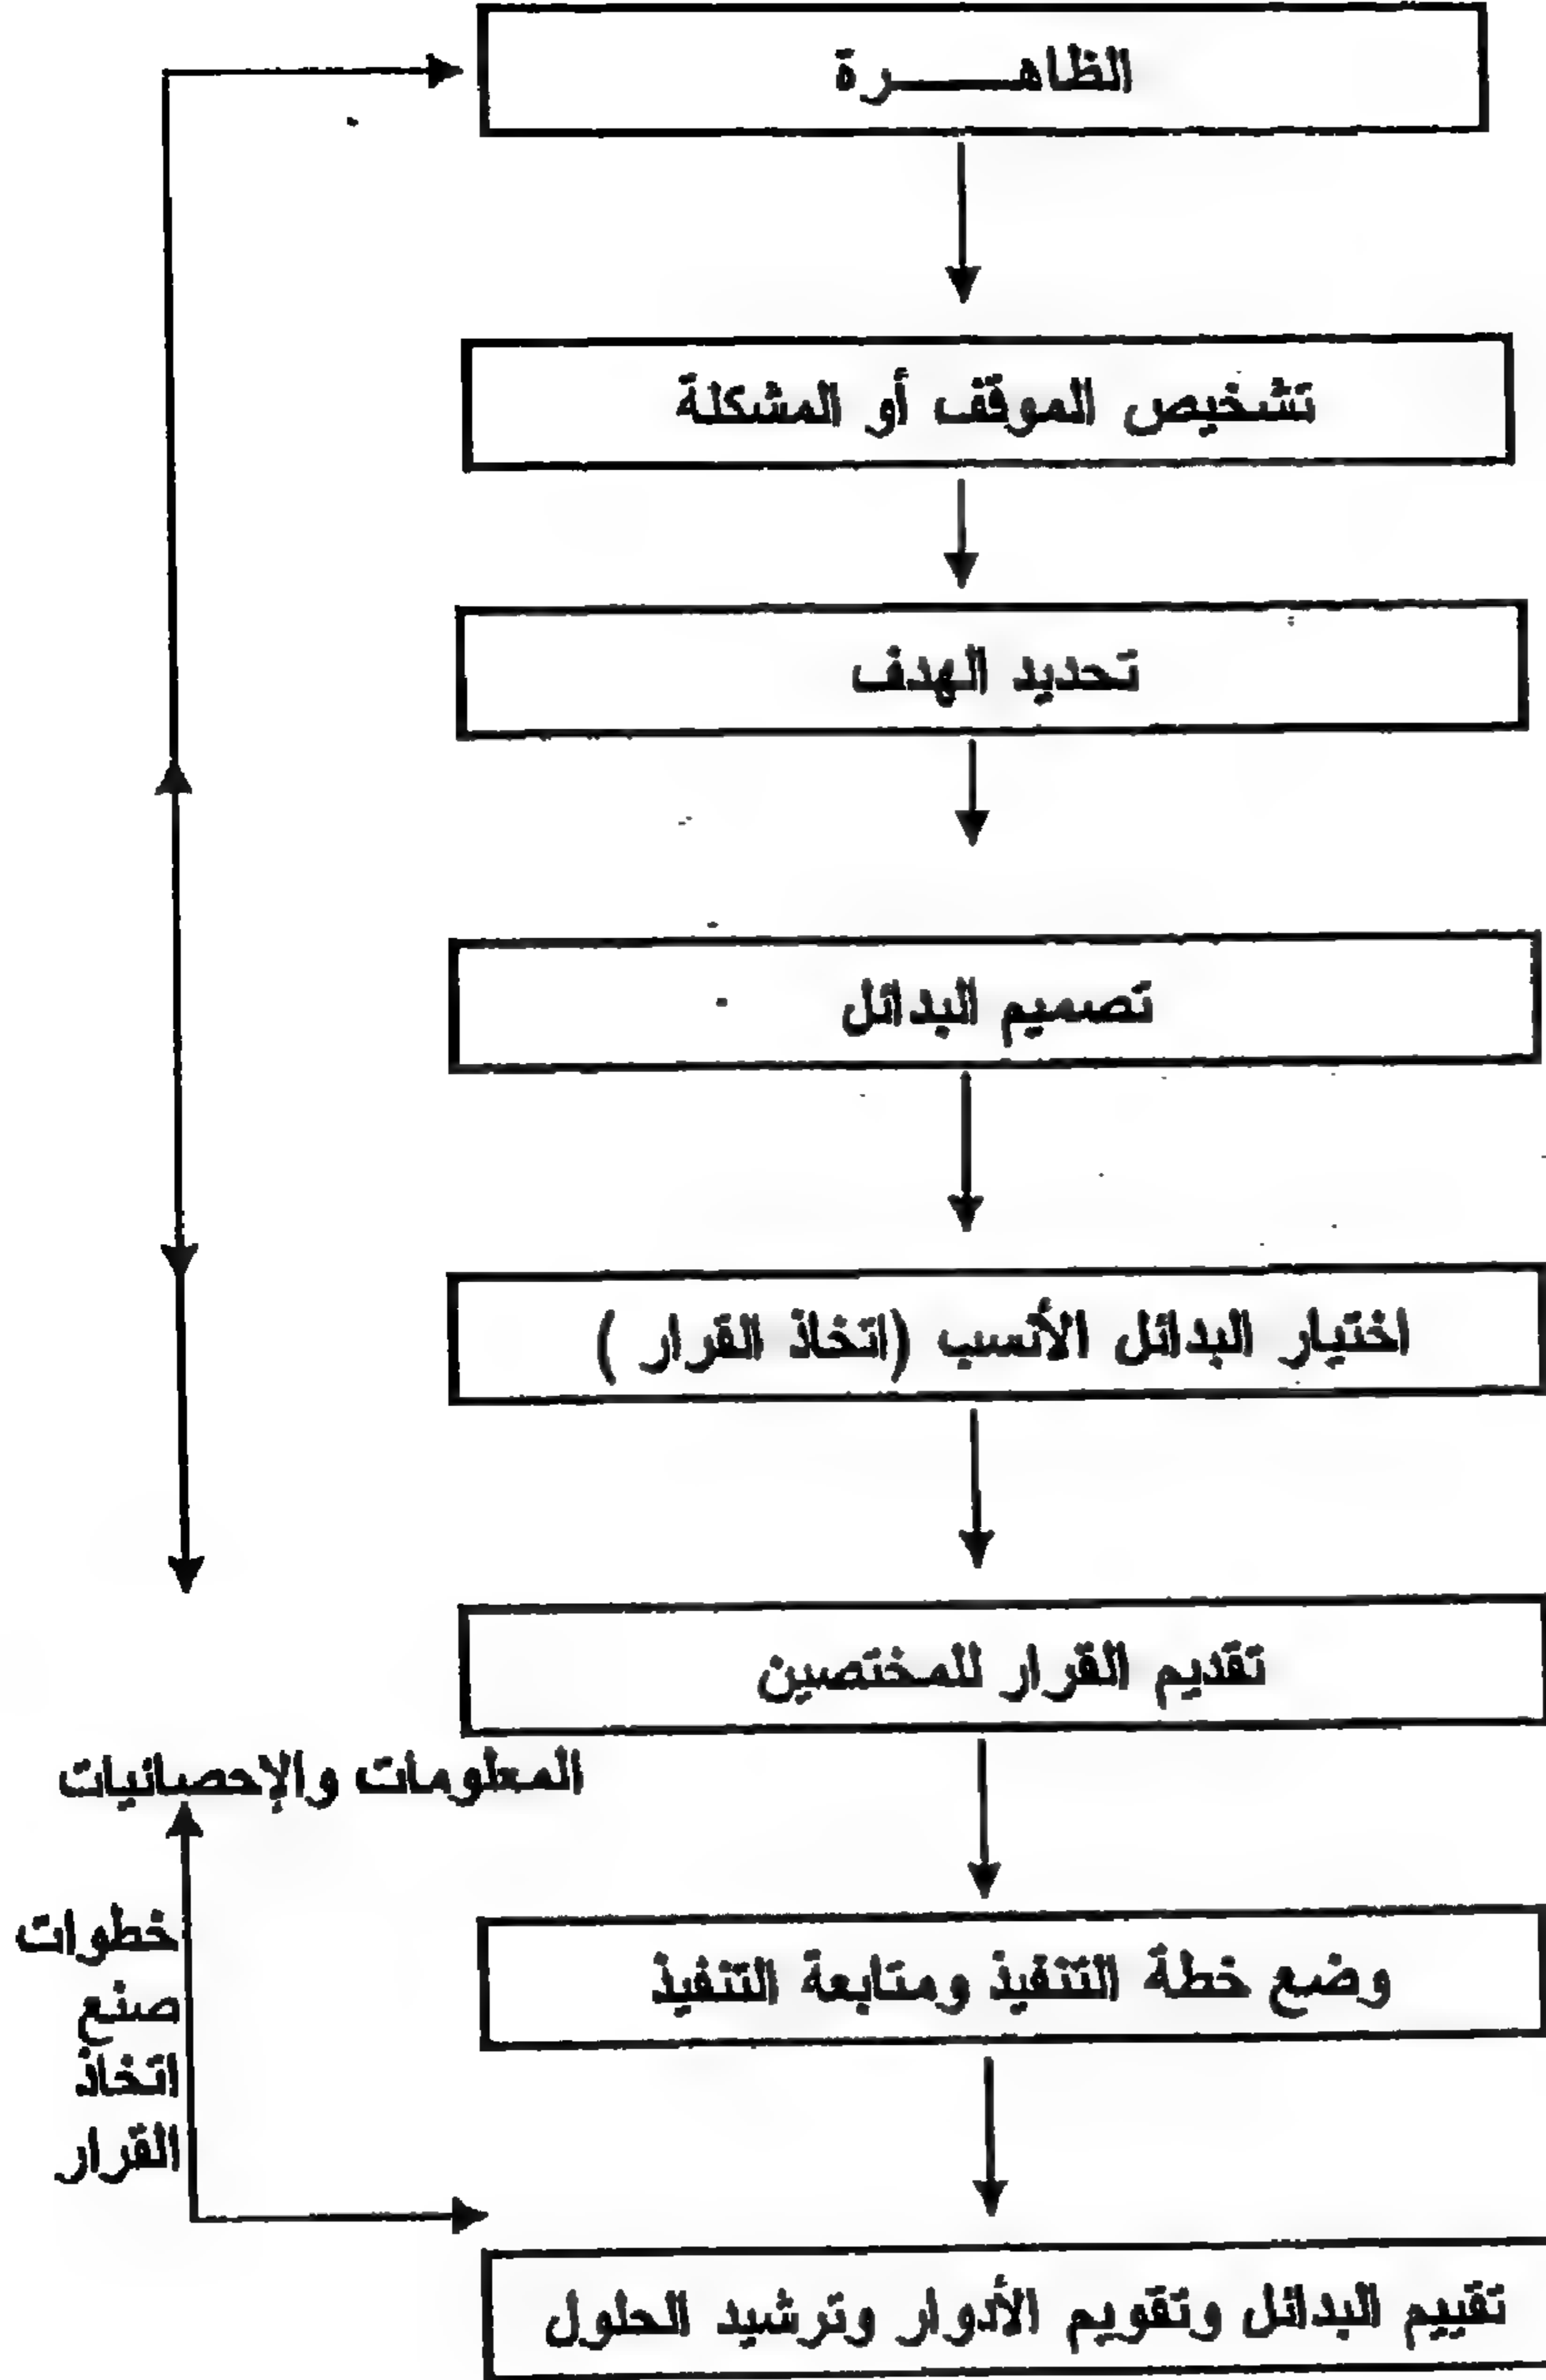 الظاهـــــرة
تشخيص الموقف أو المشكلة
تحديد الهدف
تصميم البدائل
اختيار البدائل الأنسب (اتخاذ القرار )
تقديم القرار للمختصين
المعلومات والإحصائيات
خطوات
صنع
اتخاذ
القرار
وضع خطة التنفيذ ومتابعة التنفيذ
تقييم البدائل وتقويم الأدوار وترشيد الحلول